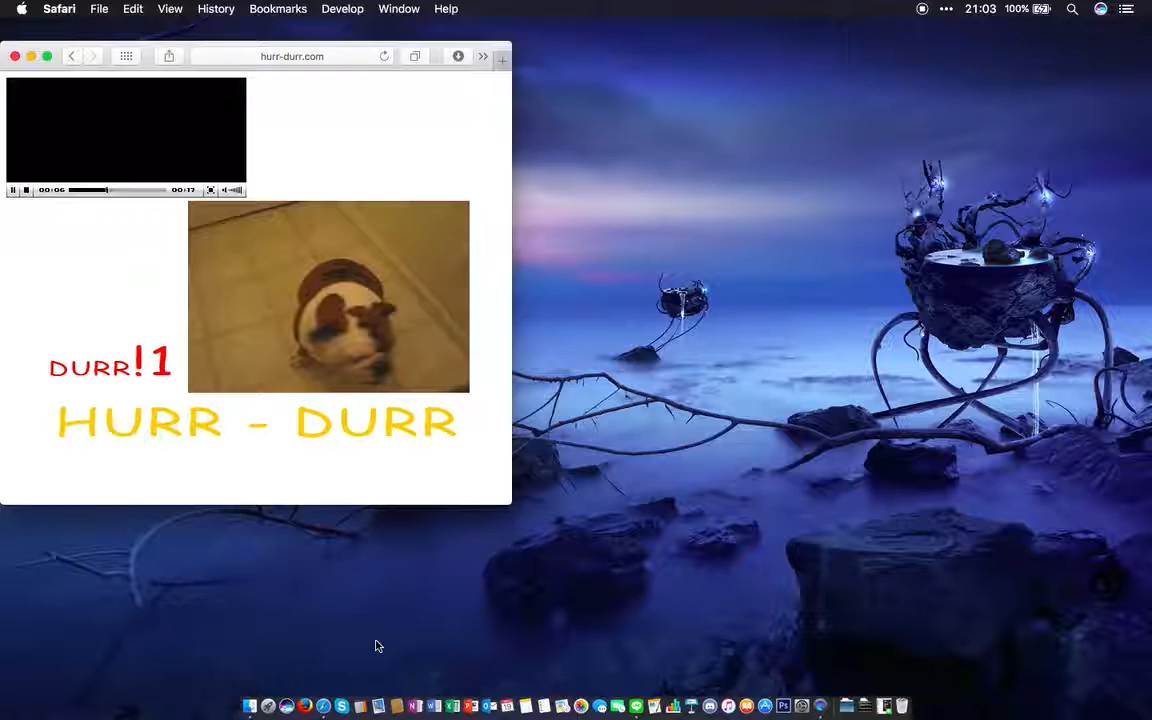 Safari File Edit View History Bookmarks Develop Window Help 21:03 100%
hurr-durr.com
00:06 00:17
DURR!1
HURR - DURR